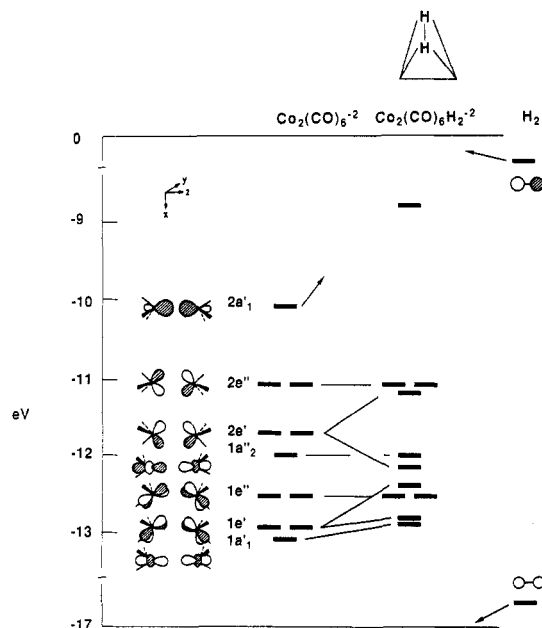 H
H
Co₂(CO)₆⁻² Co₂(CO)₆H₂⁻² H₂
0
y
z
x
-9
-10 2a'₁
-11 2e"
eV
2e'
-12 1a"₂
1e"
-13 1e'
1a'₁
-17